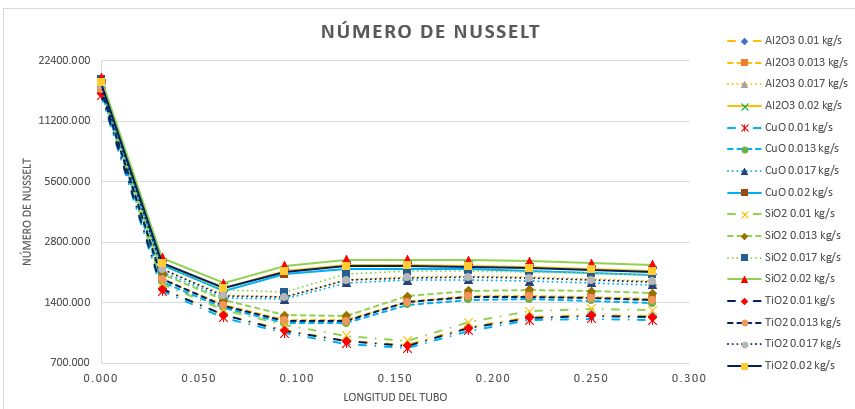 NÚMERO DE NUSSELT
NÚMERO DE NUSSELT
22400.000
11200.000
5600.000
2800.000
1400.000
700.000
0.000 0.050 0.100 0.150 0.200 0.250 0.300
LONGITUD DEL TUBO
Al2O3 0.01 kg/s
Al2O3 0.013 kg/s
Al2O3 0.017 kg/s
Al2O3 0.02 kg/s
CuO 0.01 kg/s
CuO 0.013 kg/s
CuO 0.017 kg/s
CuO 0.02 kg/s
SiO2 0.01 kg/s
SiO2 0.013 kg/s
SiO2 0.017 kg/s
SiO2 0.02 kg/s
TiO2 0.01 kg/s
TiO2 0.013 kg/s
TiO2 0.017 kg/s
TiO2 0.02 kg/s